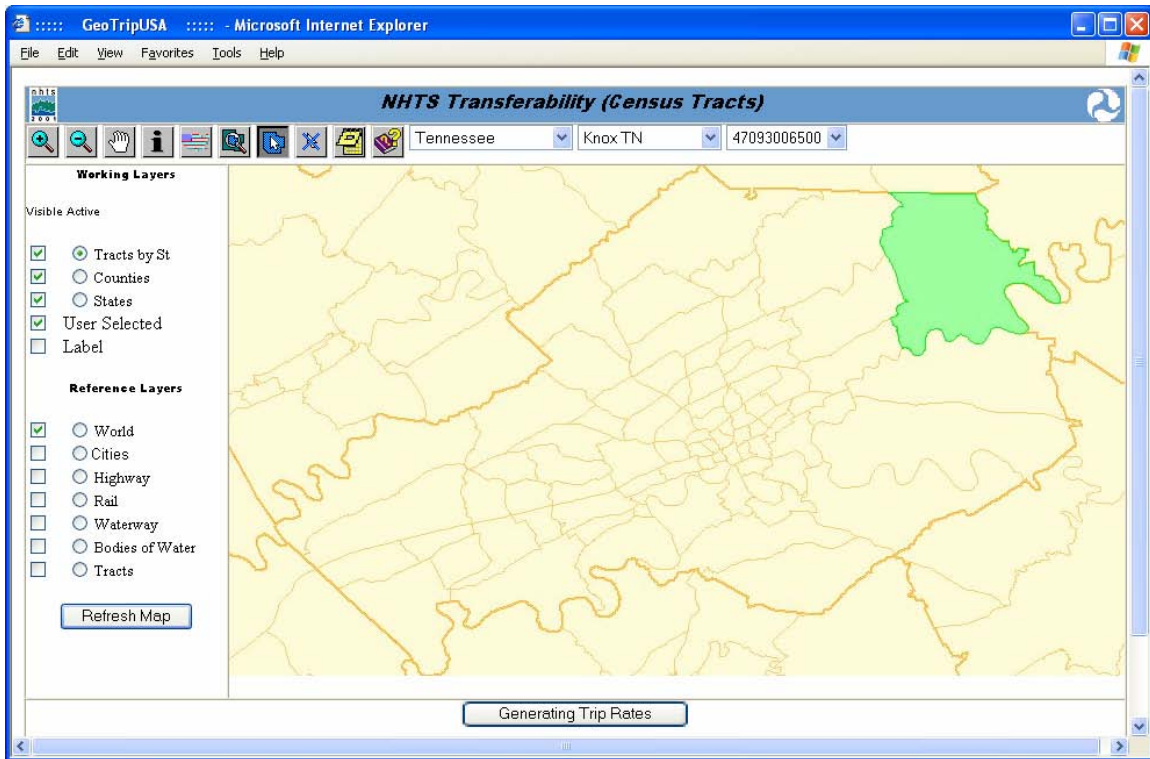 ::::: GeoTripUSA ::::: - Microsoft Internet Explorer
File Edit View Favorites Tools Help
nhts
2001
NHTS Transferability (Census Tracts)
Tennessee Knox TN 47093006500
Working Layers
Visible Active
Tracts by St
Counties
States
User Selected
Label
Reference Layers
World
Cities
Highway
Rail
Waterway
Bodies of Water
Tracts
Refresh Map
Generating Trip Rates